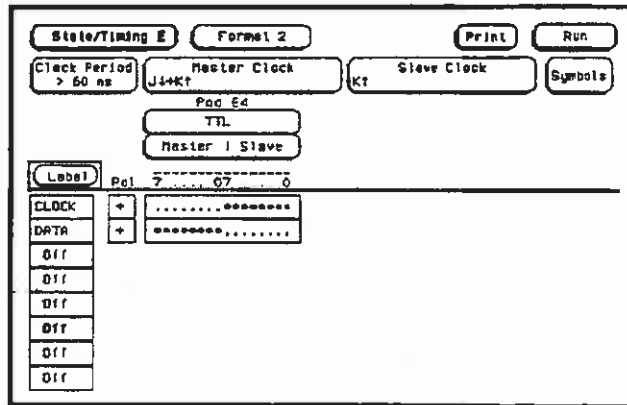 State/Timing E Format 2 Print Run
Clock Period Master Clock Slave Clock Symbols
> 60 ns J↓+K↑ K↑
Pod E4
TTL
Master | Slave
Label Pol 7......07......0
CLOCK + ........********
DATA + ********........
Off
Off
Off
Off
Off
Off